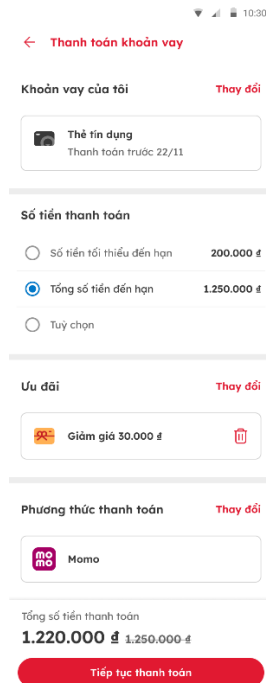 10:30
Thanh toán khoản vay
Khoản vay của tôi Thay đổi
Thẻ tín dụng
Thanh toán trước 22/11
Số tiền thanh toán
Số tiền tối thiểu đến hạn 200.000 đ
Tổng số tiền đến hạn 1.250.000 đ
Tuỳ chọn
Ưu đãi Thay đổi
Giảm giá 30.000 đ
Phương thức thanh toán Thay đổi
mo
mo
Momo
Tổng số tiền thanh toán
1.220.000 đ 1.250.000 đ
Tiếp tục thanh toán